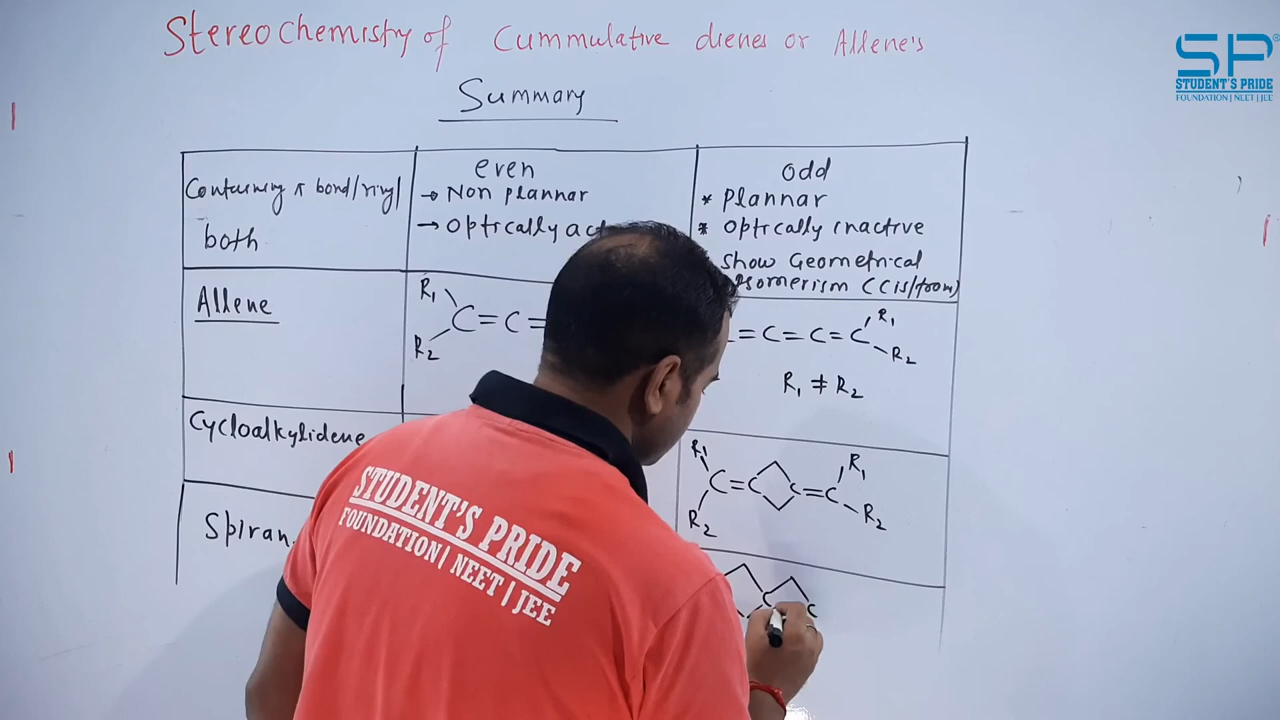 Stereochemistry of Cummulative dienes or Allene's
SP®
STUDENT'S PRIDE
FOUNDATION | NEET | JEE
Summary
Containing π bond/ring/
both
even
→ Non plannar
→ Optically act
odd
* plannar
* Optically inactive
Show Geometrical
Isomerism (Cis/trans)
Allene
R₁
R₂
C=C=
=C=C=C
R₁
R₂
R₁ ≠ R₂
Cycloalkylidene
R₁
R₂
C=C
C=C
R₁
R₂
Spiran
C
C
STUDENT'S PRIDE
FOUNDATION | NEET | JEE